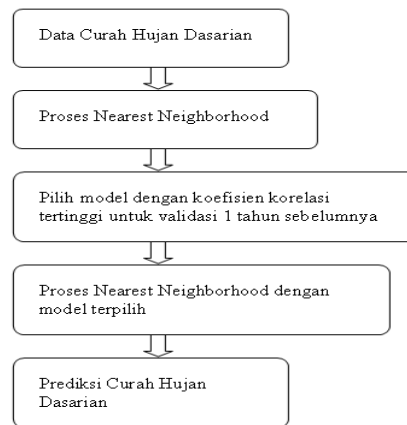 Data Curah Hujan Dasarian
Proses Nearest Neighborhood
Pilih model dengan koefisien korelasi
tertinggi untuk validasi 1 tahun sebelumnya
Proses Nearest Neighborhood dengan
model terpilih
Prediksi Curah Hujan
Dasarian